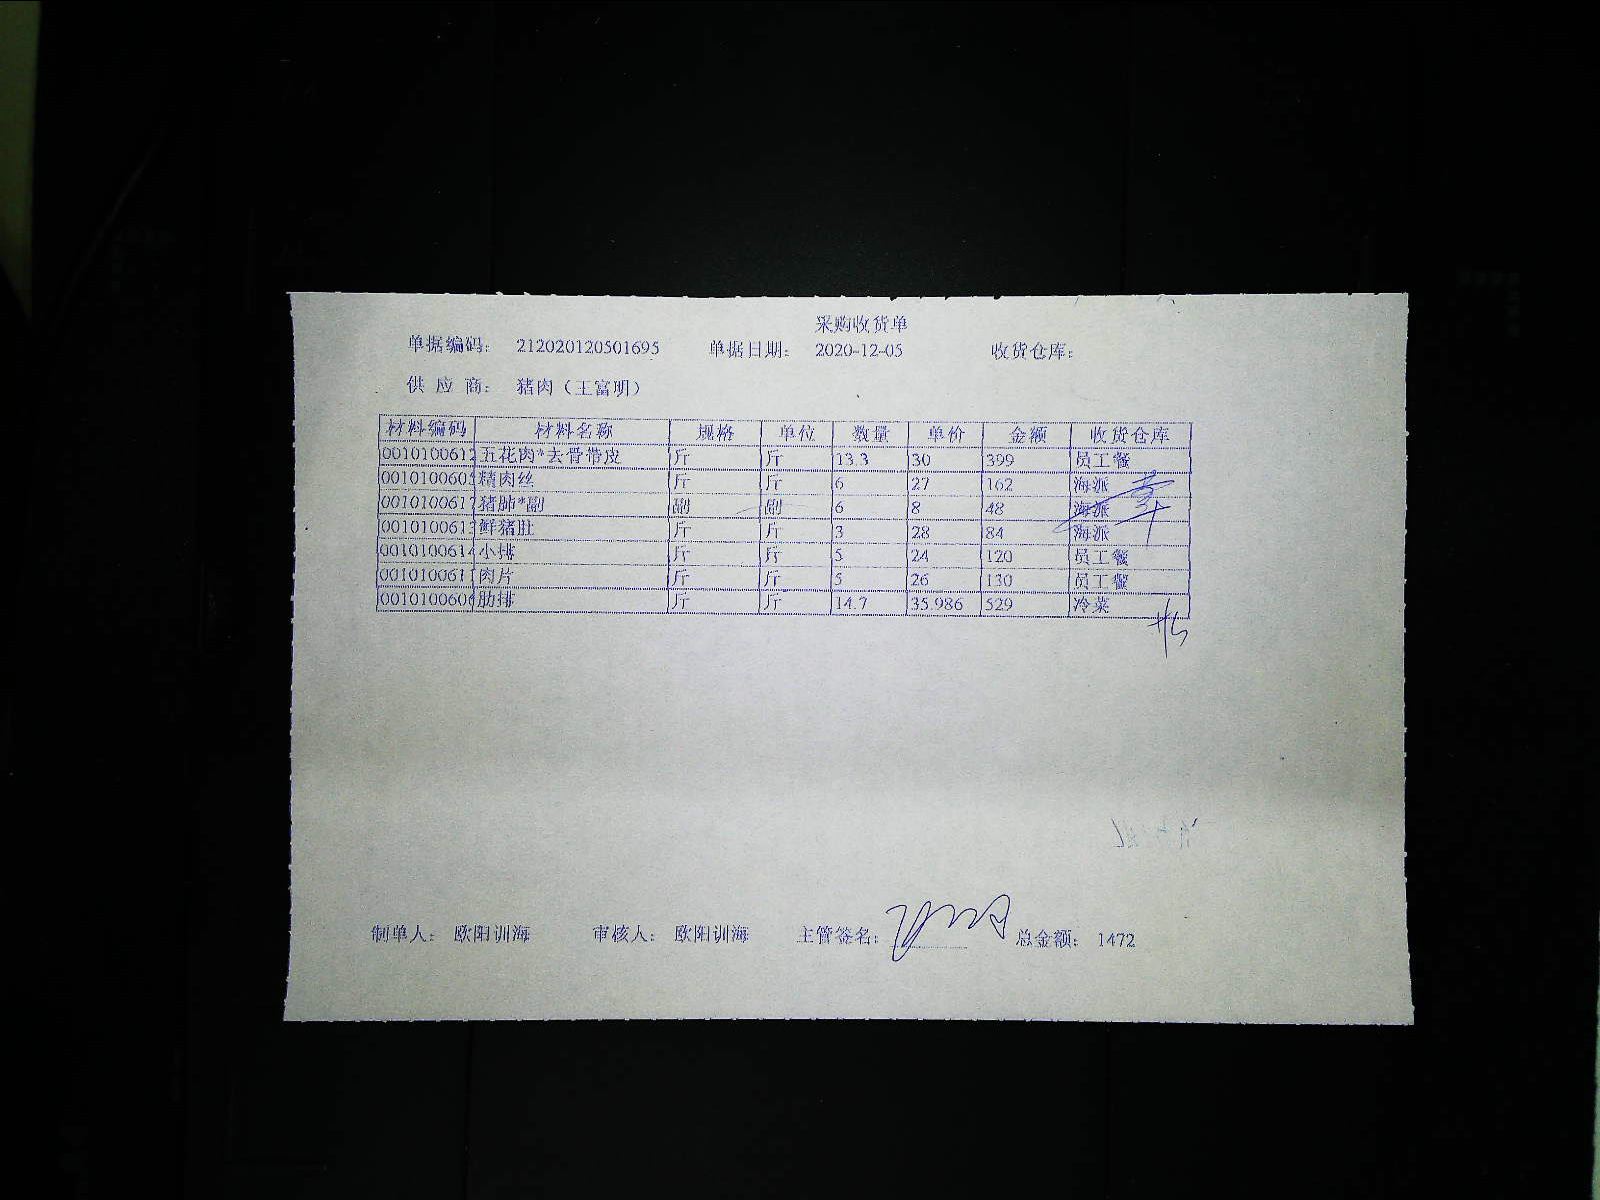 采购收货单
单据编码: 212020120501695 单据日期: 2020-12-05 收货仓库:
供 应 商: 猪肉（王富明）
材料编码 材料名称 规格 单位 数量 单价 金额 收货仓库
0010100612 五花肉*去骨带皮 斤 斤 13.3 30 399 员工餐
001010060 精肉丝 斤 斤 6 27 162 海派
001010061 猪肺*副 副 副 6 8 48 海派
001010061 鲜猪肚 斤 斤 3 28 84 海派
001010061 小排 斤 斤 5 24 120 员工餐
001010061 肉片 斤 斤 5 26 130 员工餐
001010060 肋排 斤 斤 14.7 35.986 529 冷菜
制单人: 欧阳训海 审核人: 欧阳训海 主管签名: 总金额: 1472